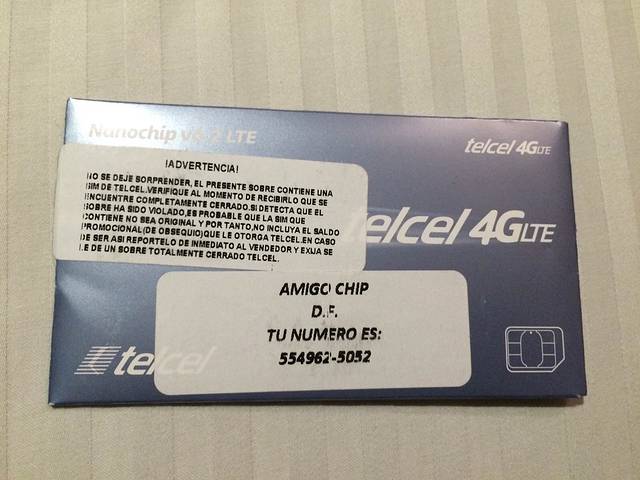 Nanochip v6.2 LTE
telcel 4GLTE
¡ADVERTENCIA!
NO SE DEJE SORPRENDER, EL PRESENTE SOBRE CONTIENE UNA
SIM DE TELCEL.VERIFIQUE AL MOMENTO DE RECIBIRLO QUE SE
ENCUENTRE COMPLETAMENTE CERRADO.SI DETECTA QUE EL
SOBRE HA SIDO VIOLADO,ES PROBABLE QUE LA SIM QUE
CONTIENE NO SEA ORIGINAL Y POR TANTO,NO INCLUYA EL SALDO
PROMOCIONAL(DE OBSEQUIO)QUE LE OTORGA TELCEL.EN CASO
DE SER ASI REPORTELO DE INMEDIATO AL VENDEDOR Y EXIJA SE
LE DE UN SOBRE TOTALMENTE CERRADO TELCEL.
telcel 4GLTE
AMIGO CHIP
D.F.
TU NUMERO ES:
554962-5052
telcel